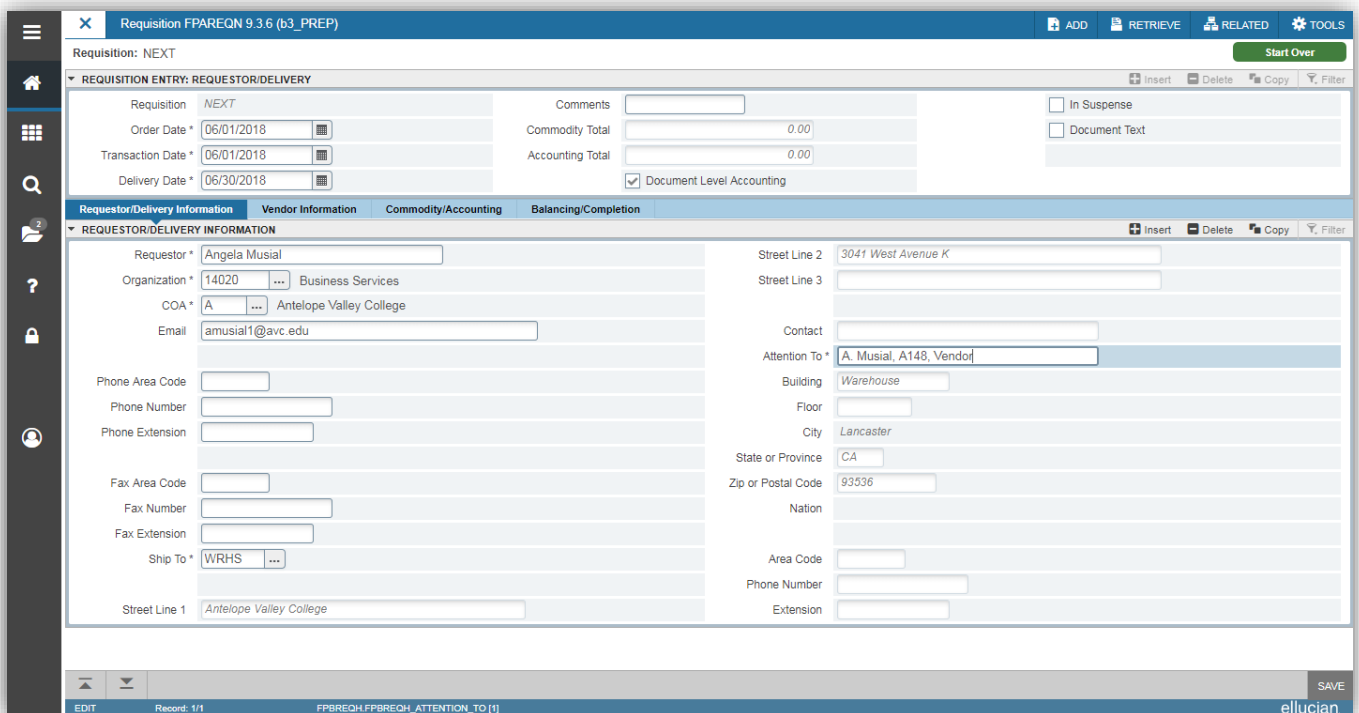 Requisition FPAREQN 9.3.6 (b3_PREP) ADD RETRIEVE RELATED TOOLS
Requisition: NEXT Start Over
REQUISITION ENTRY: REQUESTOR/DELIVERY Insert Delete Copy Filter
Requisition NEXT Comments In Suspense
Order Date * 06/01/2018 Commodity Total 0.00 Document Text
Transaction Date * 06/01/2018 Accounting Total 0.00
Delivery Date * 06/30/2018 Document Level Accounting
Requestor/Delivery Information Vendor Information Commodity/Accounting Balancing/Completion
2
REQUESTOR/DELIVERY INFORMATION Insert Delete Copy Filter
Requestor * Angela Musial Street Line 2 3041 West Avenue K
Organization * 14020 ... Business Services Street Line 3
COA * A ... Antelope Valley College
Email amusial1@avc.edu Contact
Attention To * A. Musial, A148, Vendor
Phone Area Code Building Warehouse
Phone Number Floor
Phone Extension City Lancaster
State or Province CA
Fax Area Code Zip or Postal Code 93536
Fax Number Nation
Fax Extension
Ship To * WRHS ... Area Code
Phone Number
Street Line 1 Antelope Valley College Extension
SAVE
EDIT Record: 1/1 FPBREQH.FPBREQH_ATTENTION_TO [1] ellucian